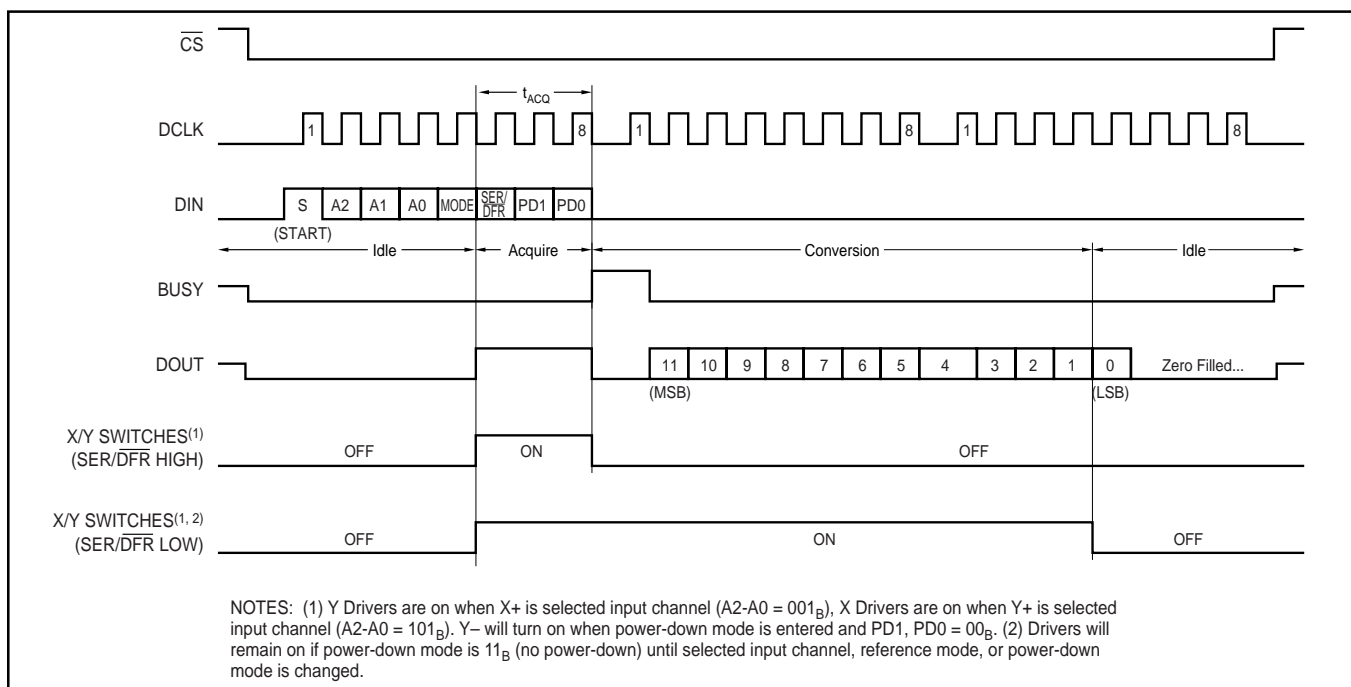 CS
t_ACQ
DCLK 1 8 1 8 1 8
DIN S A2 A1 A0 MODE SER/DFR PD1 PD0
(START)
Idle Acquire Conversion Idle
BUSY
DOUT 11 10 9 8 7 6 5 4 3 2 1 0 Zero Filled...
(MSB) (LSB)
X/Y SWITCHES(1)
(SER/DFR HIGH) OFF ON OFF
X/Y SWITCHES(1, 2)
(SER/DFR LOW) OFF ON OFF
NOTES: (1) Y Drivers are on when X+ is selected input channel (A2-A0 = 001B), X Drivers are on when Y+ is selected
input channel (A2-A0 = 101B). Y– will turn on when power-down mode is entered and PD1, PD0 = 00B. (2) Drivers will
remain on if power-down mode is 11B (no power-down) until selected input channel, reference mode, or power-down
mode is changed.